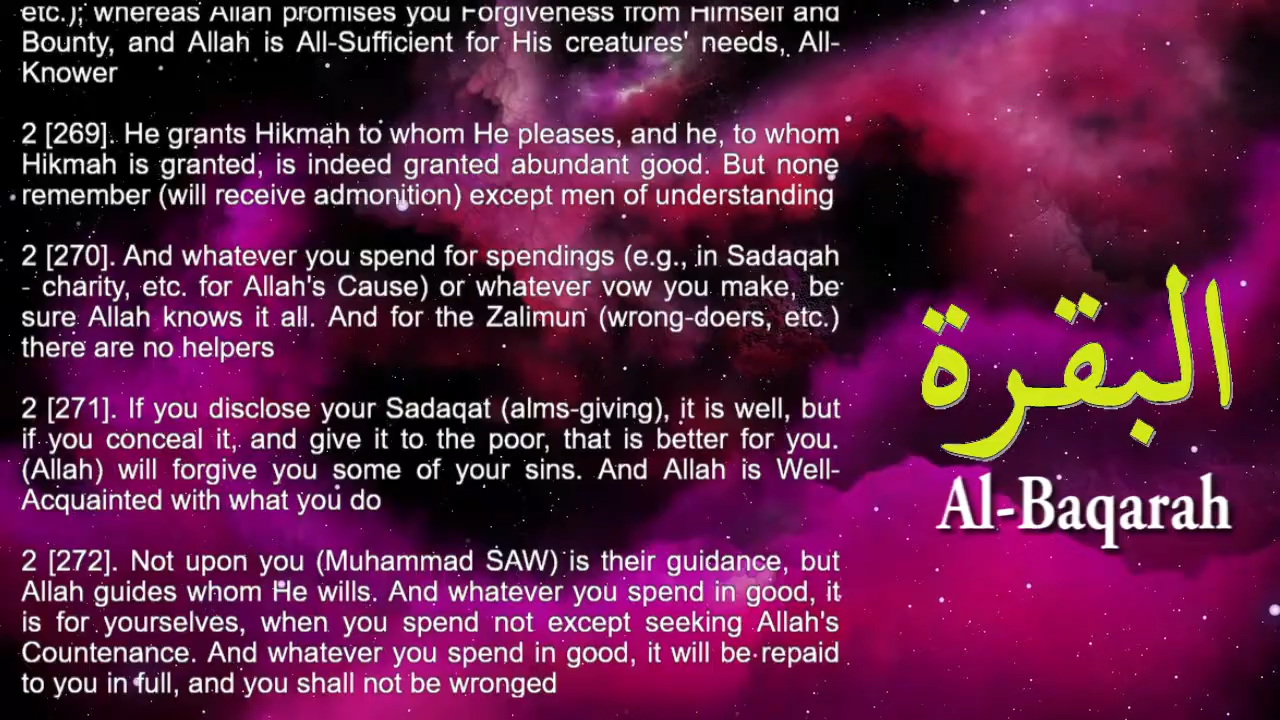 etc.); whereas Allah promises you Forgiveness from Himself and
Bounty, and Allah is All-Sufficient for His creatures' needs, All-
Knower
2 [269]. He grants Hikmah to whom He pleases, and he, to whom
Hikmah is granted, is indeed granted abundant good. But none
remember (will receive admonition) except men of understanding
2 [270]. And whatever you spend for spendings (e.g., in Sadaqah
- charity, etc. for Allah's Cause) or whatever vow you make, be
sure Allah knows it all. And for the Zalimun (wrong-doers, etc.)
there are no helpers
2 [271]. If you disclose your Sadaqat (alms-giving), it is well, but
if you conceal it, and give it to the poor, that is better for you.
(Allah) will forgive you some of your sins. And Allah is Well-
Acquainted with what you do
2 [272]. Not upon you (Muhammad SAW) is their guidance, but
Allah guides whom He wills. And whatever you spend in good, it
is for yourselves, when you spend not except seeking Allah's
Countenance. And whatever you spend in good, it will be repaid
to you in full, and you shall not be wronged
البقرة
Al-Baqarah